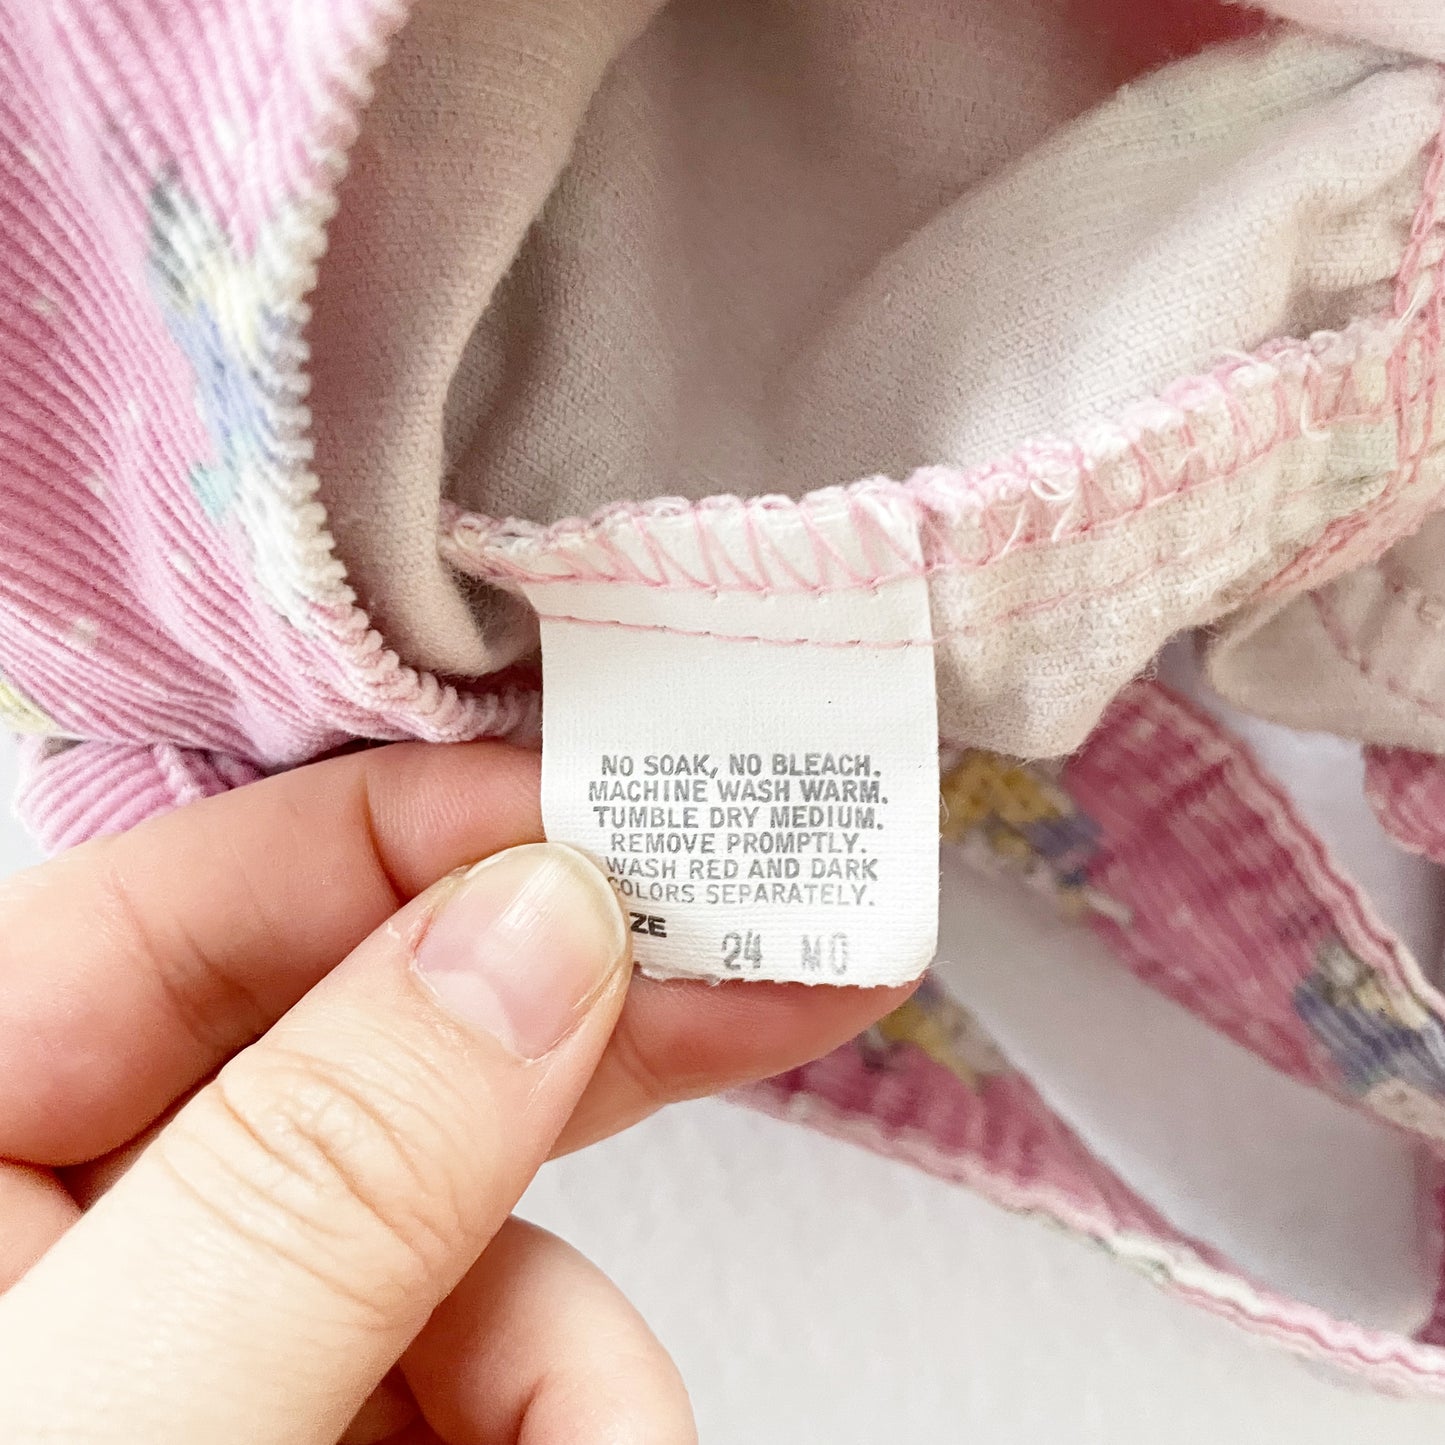 NO SOAK, NO BLEACH.
MACHINE WASH WARM.
TUMBLE DRY MEDIUM.
REMOVE PROMPTLY.
WASH RED AND DARK
COLORS SEPARATELY.
ZE
24 MO